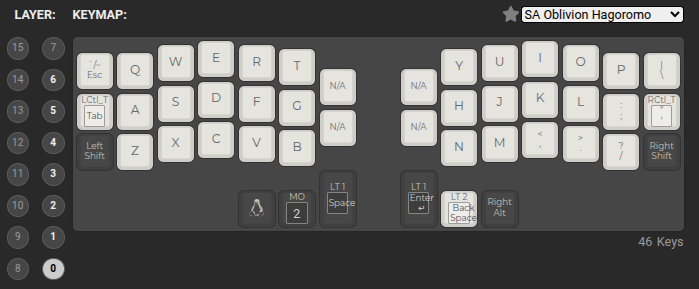 LAYER: KEYMAP: SA Oblivion Hagoromo
15 7
14 6
13 5
12 4
11 3
10 2
9 1
8 0
`/~ Q W E R T Y U I O P |
Esc \
LCtl_T A S D F G N/A N/A H J K L : RCtl_T
Tab ; "
'
Left Z X C V B N/A N/A N M < > ? Right
Shift , . / Shift
MO LT 1 LT 1 LT 2 Right
2 Space Enter Back Alt
↵ Space
46 Keys